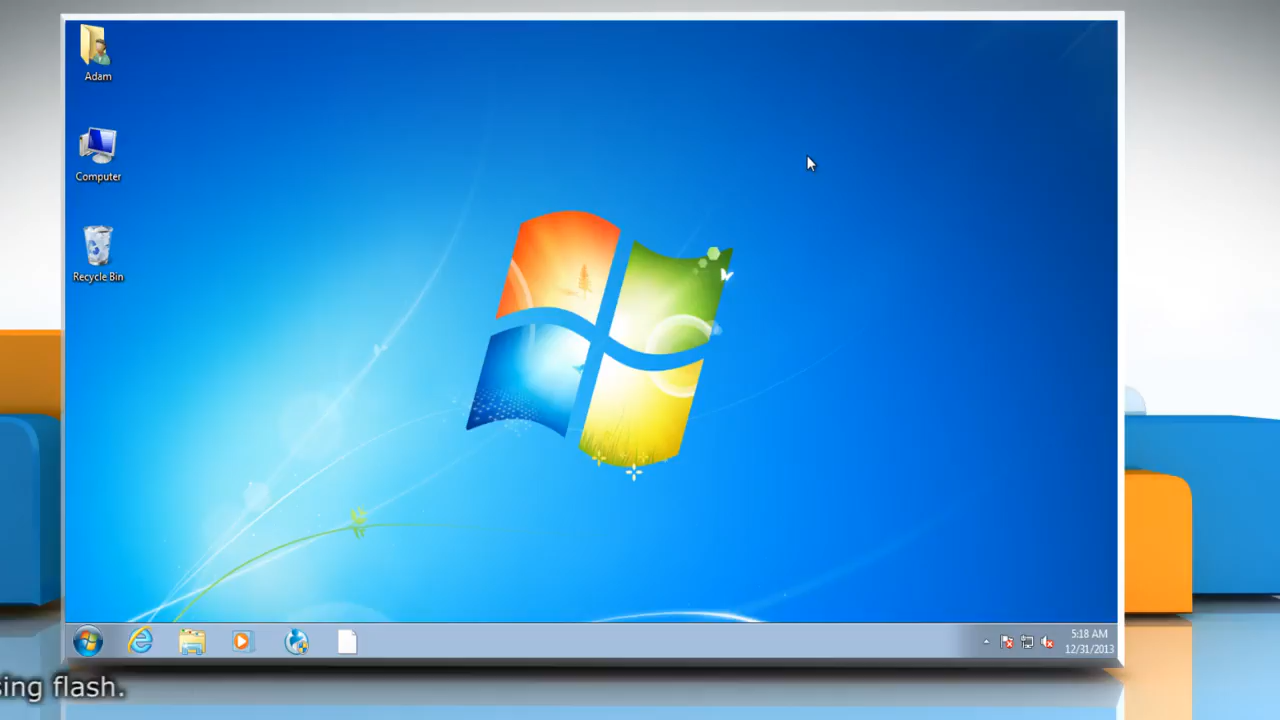 Adam
Computer
Recycle Bin
5:18 AM
12/31/2013
sing flash.